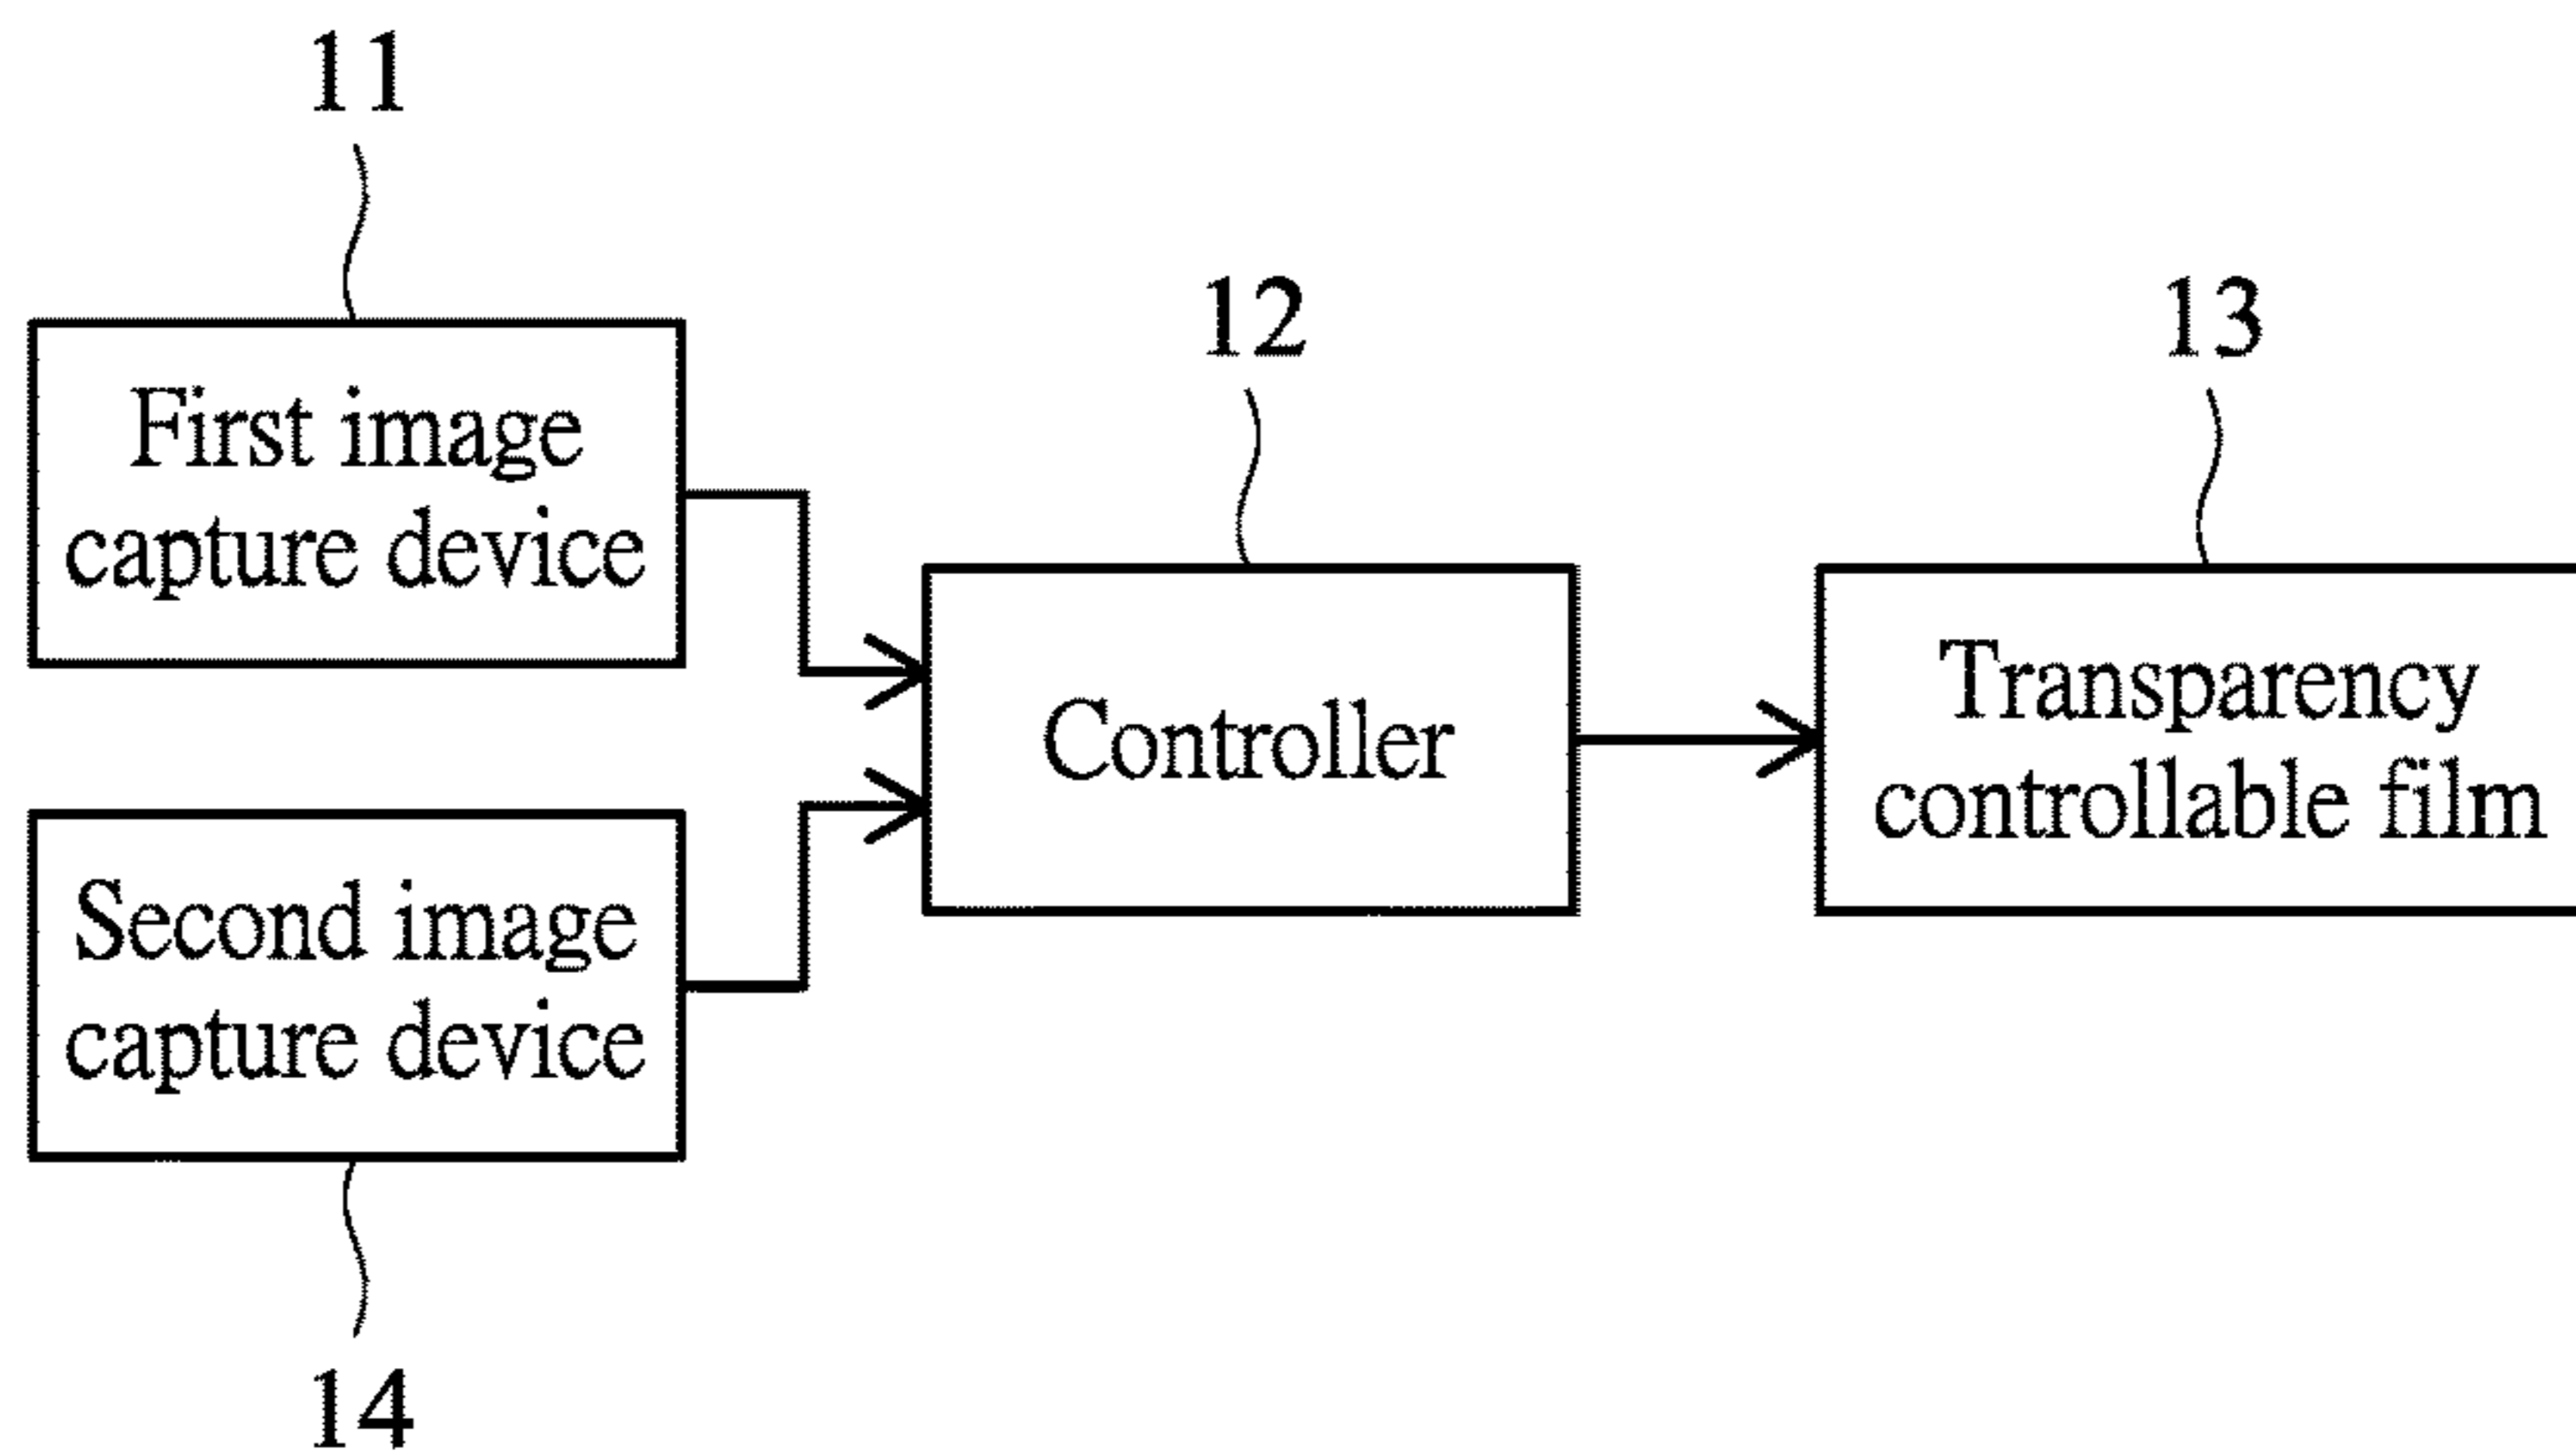 11
First image
capture device
12
Controller
13
Transparency
controllable film
Second image
capture device
14